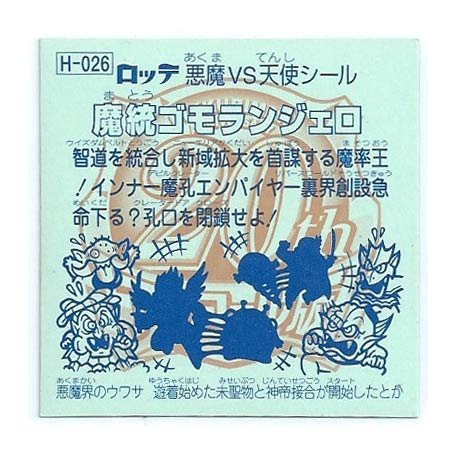 H-026 ロッテ 悪魔VS天使シール
魔統ゴモランジェロ
智道を統合し新域拡大を首謀する魔率王
!インナー魔孔エンパイヤー裏界創設急
命下る?孔口を閉鎖せよ!
20th
悪魔界のウワサ 遊着始めた未聖物と神帝接合が開始したとか